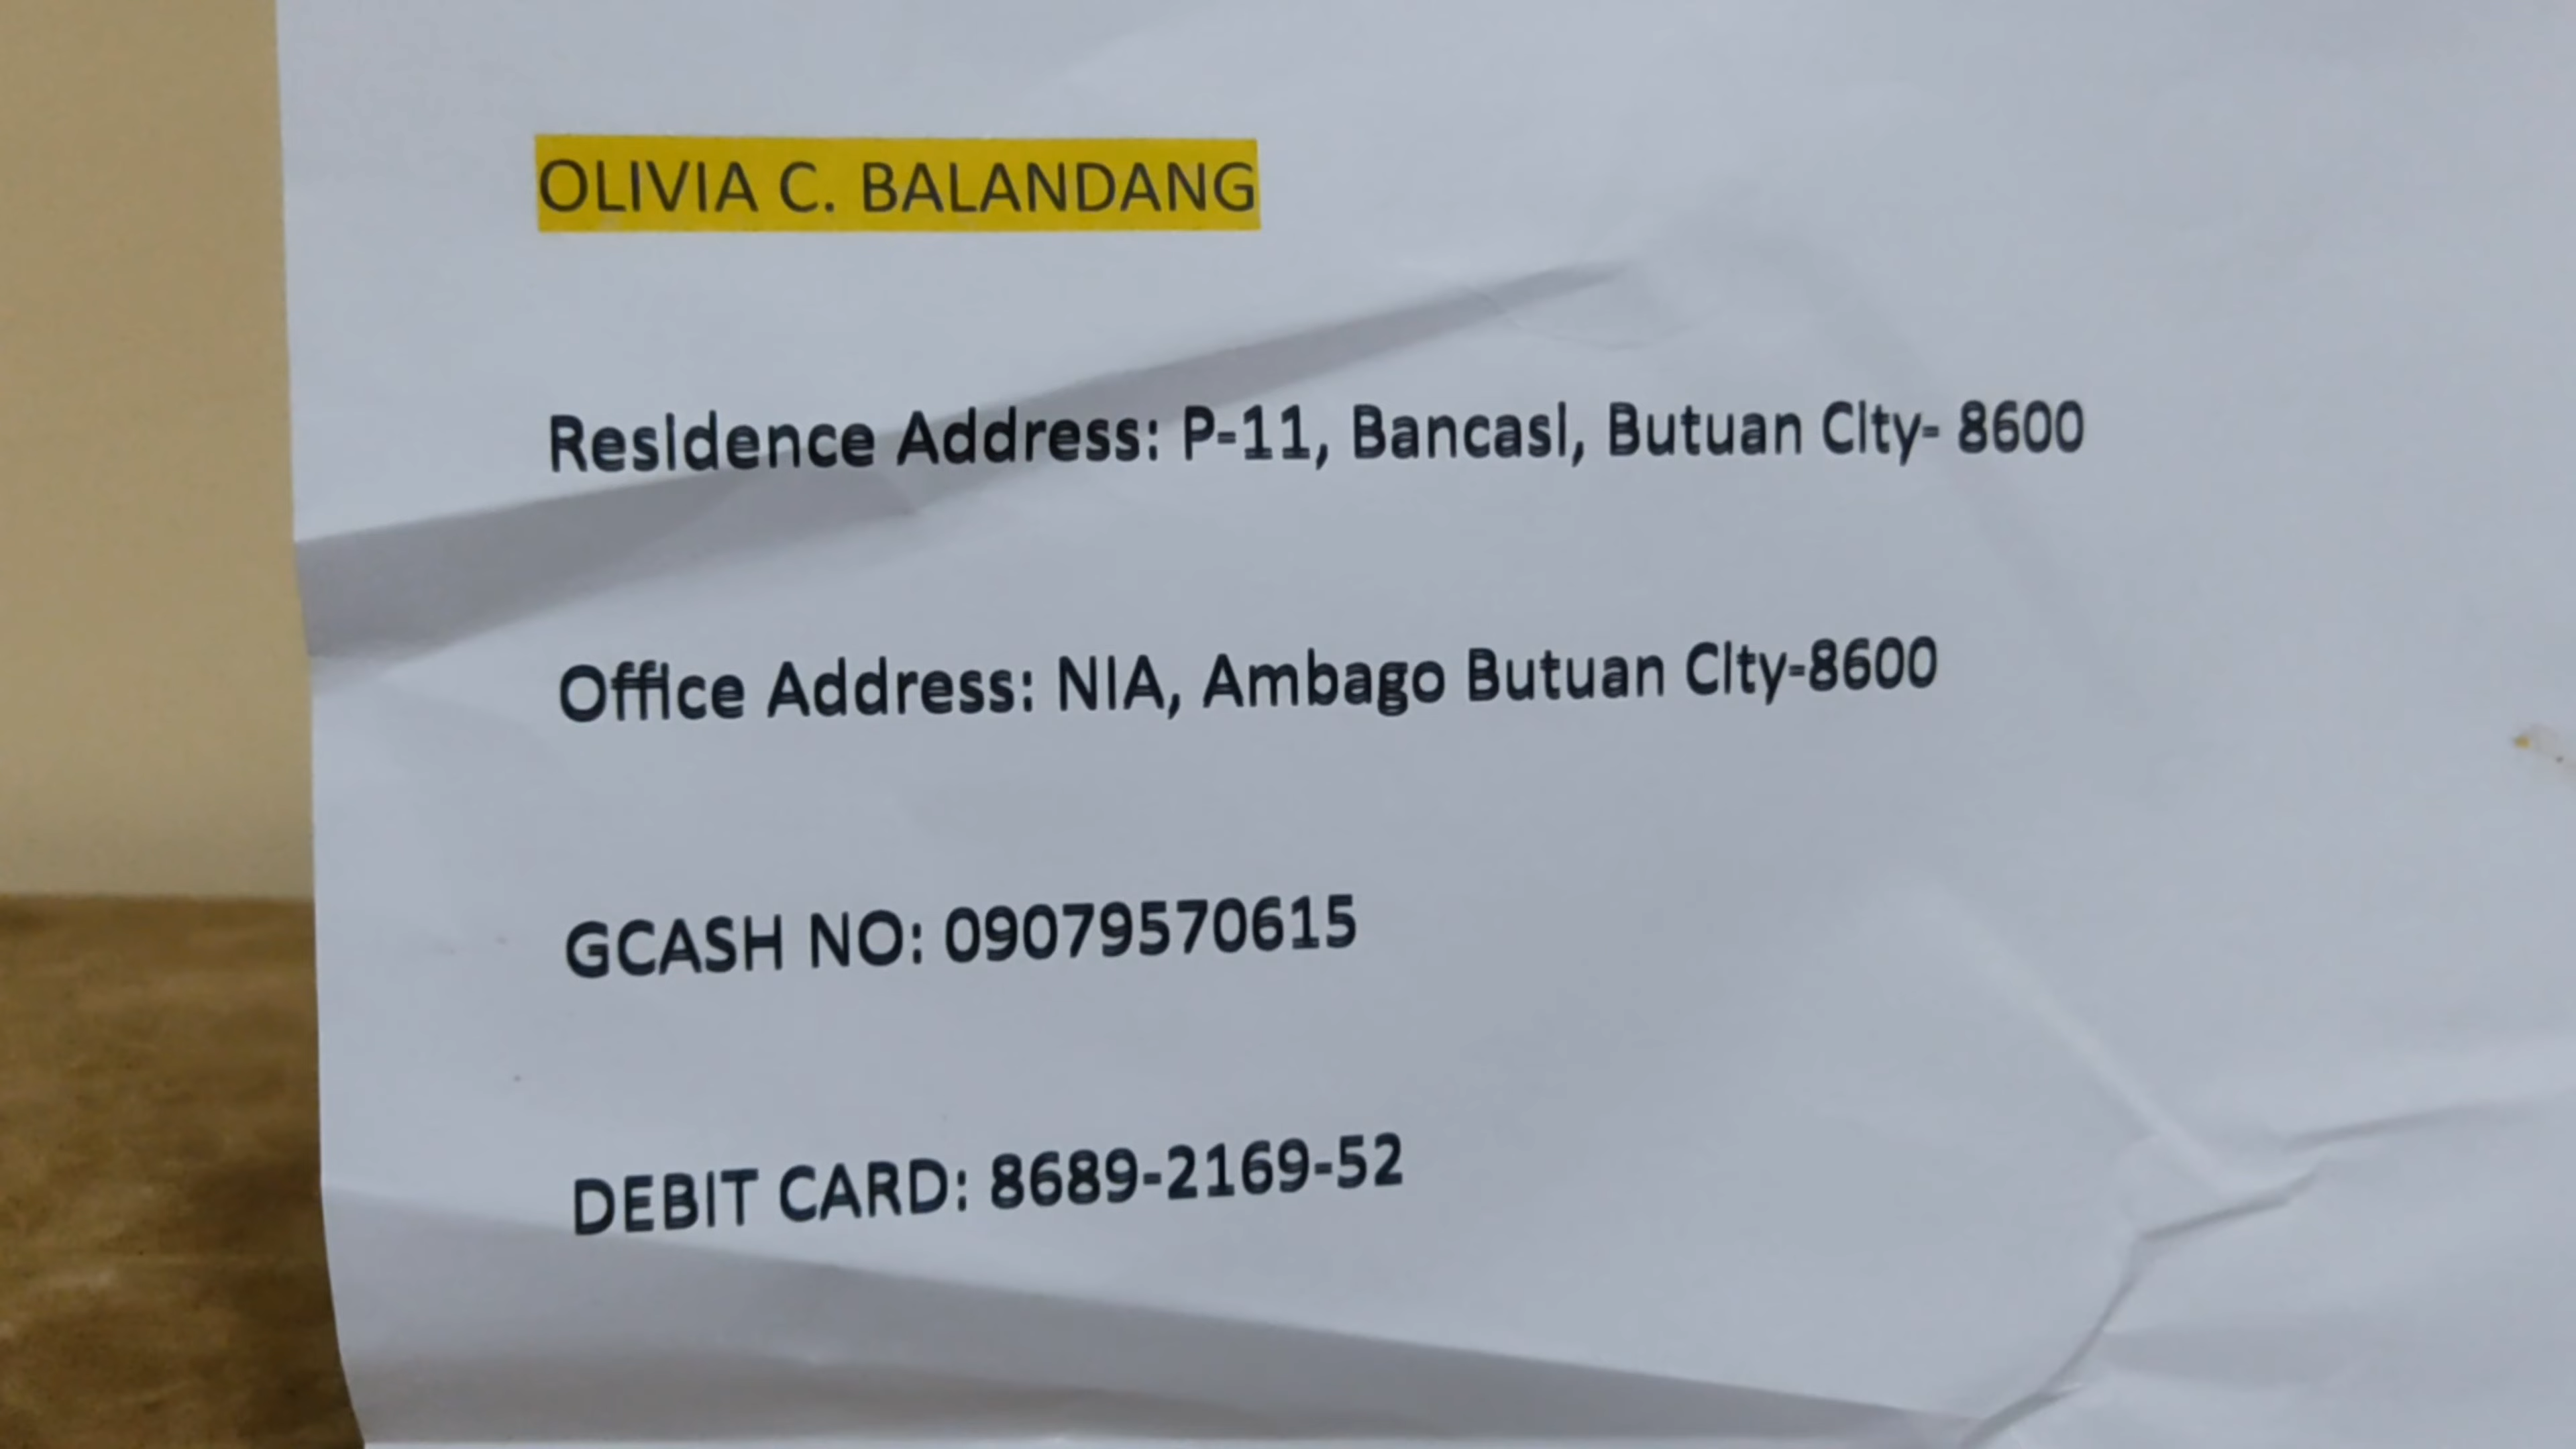 OLIVIA C. BALANDANG
Residence Address: P-11, Bancasi, Butuan City- 8600
Office Address: NIA, Ambago Butuan City-8600
GCASH NO: 09079570615
DEBIT CARD: 8689-2169-52